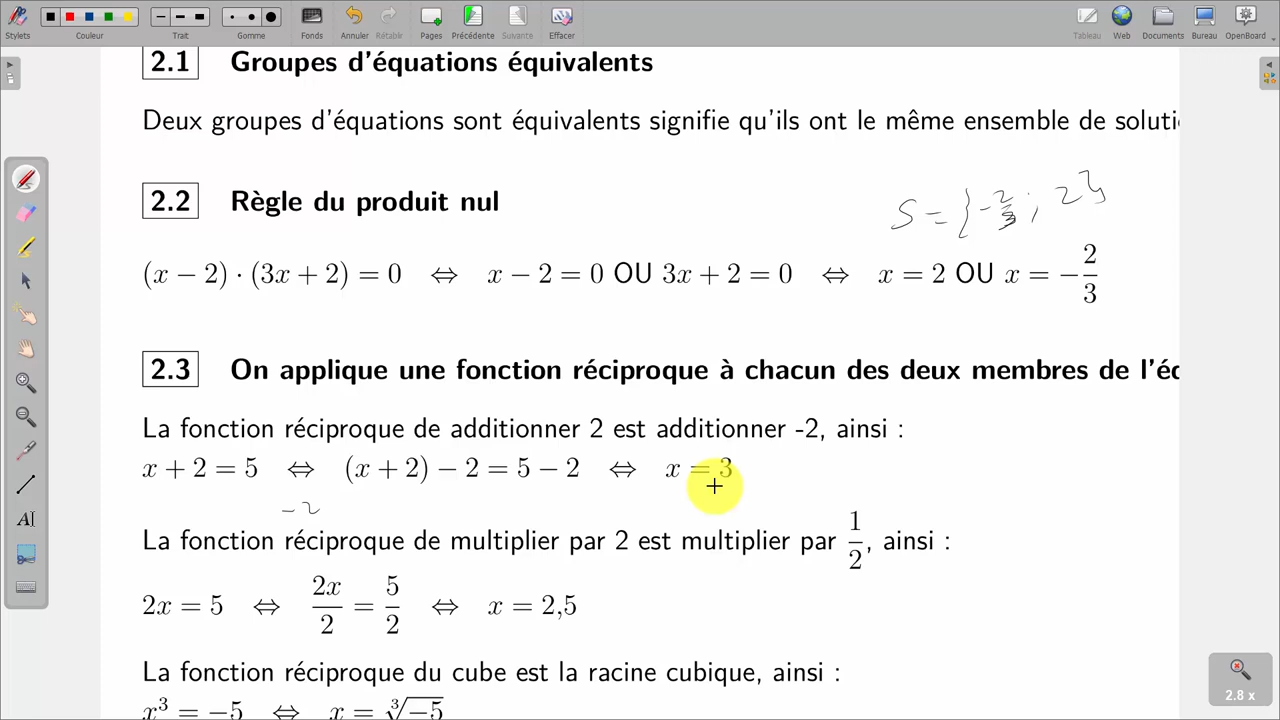 Stylets Couleur Trait Gomme Fonds Annuler Rétablir Pages Précédente Suivante Effacer Tableau Web Documents Bureau OpenBoard
2.1 Groupes d'équations équivalents
Deux groupes d'équations sont équivalents signifie qu'ils ont le même ensemble de soluti
2.2 Règle du produit nul
S = {-2/3 ; 2}
(x − 2) · (3x + 2) = 0 ⇔ x − 2 = 0 OU 3x + 2 = 0 ⇔ x = 2 OU x = −2/3
2.3 On applique une fonction réciproque à chacun des deux membres de l'éq
La fonction réciproque de additionner 2 est additionner -2, ainsi :
x + 2 = 5 ⇔ (x + 2) − 2 = 5 − 2 ⇔ x = 3
-2
La fonction réciproque de multiplier par 2 est multiplier par 1/2, ainsi :
2x = 5 ⇔ 2x/2 = 5/2 ⇔ x = 2,5
La fonction réciproque du cube est la racine cubique, ainsi :
x³ = −5 ⇔ x = ∛−5
2.8 x